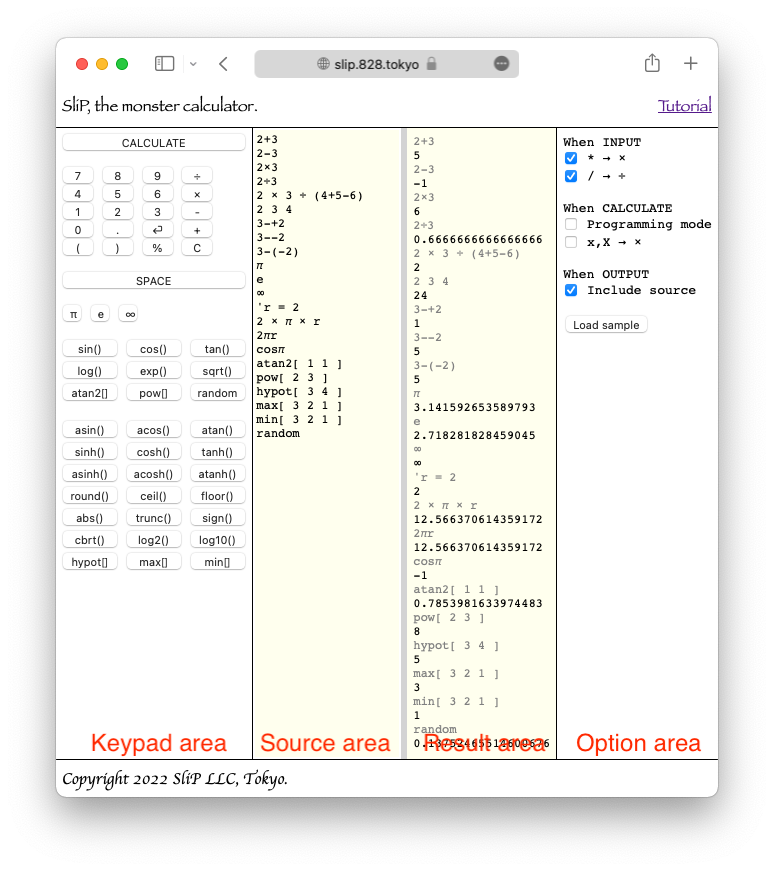 slip.828.tokyo
SliP, the monster calculator.
Tutorial
CALCULATE
7 8 9 ÷
4 5 6 ×
1 2 3 -
0 . ⏎ +
( ) % C
SPACE
π e ∞
sin() cos() tan()
log() exp() sqrt()
atan2[] pow[] random
asin() acos() atan()
sinh() cosh() tanh()
asinh() acosh() atanh()
round() ceil() floor()
abs() trunc() sign()
cbrt() log2() log10()
hypot[] max[] min[]
Keypad area
2+3
2-3
2×3
2÷3
2 × 3 ÷ (4+5-6)
2 3 4
3-+2
3--2
3-(-2)
π
e
∞
'r = 2
2 × π × r
2πr
cosπ
atan2[ 1 1 ]
pow[ 2 3 ]
hypot[ 3 4 ]
max[ 3 2 1 ]
min[ 3 2 1 ]
random
Source area
2+3
5
2-3
-1
2×3
6
2÷3
0.6666666666666666
2 × 3 ÷ (4+5-6)
2
2 3 4
24
3-+2
1
3--2
5
3-(-2)
5
π
3.141592653589793
e
2.718281828459045
∞
∞
'r = 2
2
2 × π × r
12.566370614359172
2πr
12.566370614359172
cosπ
-1
atan2[ 1 1 ]
0.7853981633974483
pow[ 2 3 ]
8
hypot[ 3 4 ]
5
max[ 3 2 1 ]
3
min[ 3 2 1 ]
1
random
Result area
When INPUT
* → ×
/ → ÷
When CALCULATE
Programming mode
x,X → ×
When OUTPUT
Include source
Load sample
Option area
Copyright 2022 SliP LLC, Tokyo.